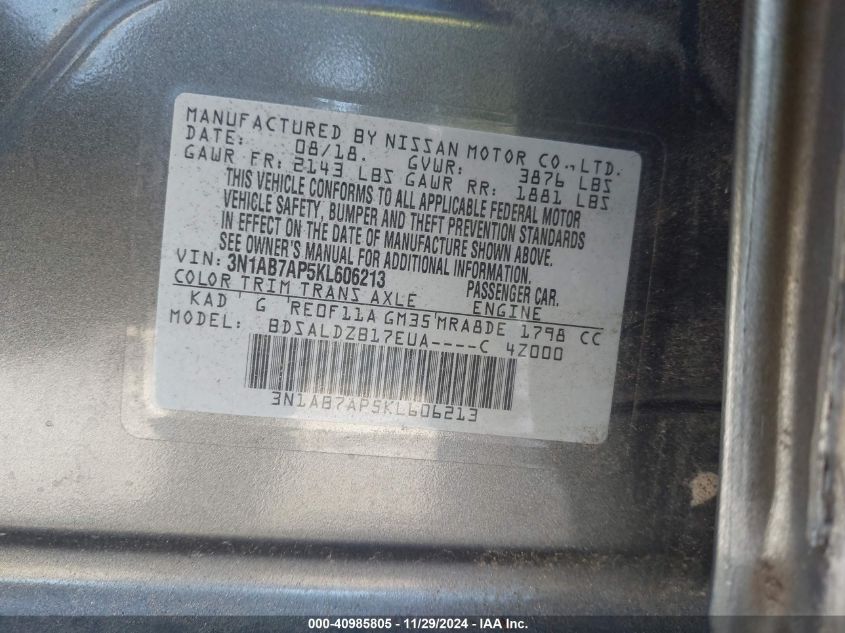 MANUFACTURED BY NISSAN MOTOR CO.,LTD.
DATE: 08/18. GVWR: 3876 LBS
GAWR FR: 2143 LBS GAWR RR: 1881 LBS
THIS VEHICLE CONFORMS TO ALL APPLICABLE FEDERAL MOTOR
VEHICLE SAFETY, BUMPER AND THEFT PREVENTION STANDARDS
IN EFFECT ON THE DATE OF MANUFACTURE SHOWN ABOVE.
SEE OWNER'S MANUAL FOR ADDITIONAL INFORMATION.
VIN: 3N1AB7AP5KL606213 PASSENGER CAR.
COLOR TRIM TRANS AXLE ENGINE
KAD G RE0F11A GM35 MRA8DE 1798 CC
MODEL: BDSALDZB17EUA----C 4Z000
3N1AB7AP5KL606213
000-40985805 - 11/29/2024 - IAA Inc.